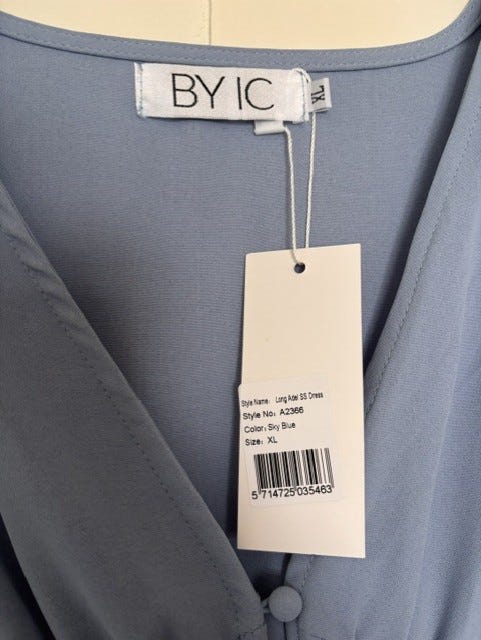 BY IC
XL
Style Name: Long Adel SS Dress
Style No: A2366
Color: Sky Blue
Size: XL
5 714725 035463